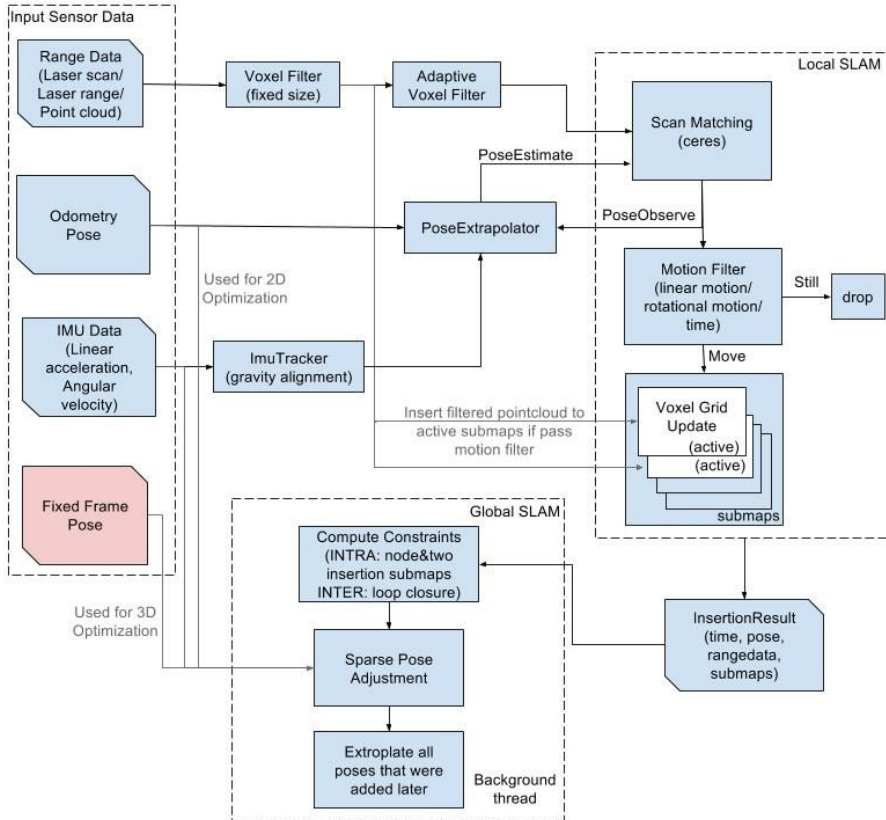 Input Sensor Data
Range Data
(Laser scan/
Laser range/
Point cloud)
Voxel Filter
(fixed size)
Adaptive
Voxel Filter
Local SLAM
Scan Matching
(ceres)
PoseEstimate
Odometry
Pose
PoseExtrapolator
PoseObserve
Used for 2D
Optimization
Motion Filter
(linear motion/
rotational motion/
time)
Still
drop
IMU Data
(Linear
acceleration,
Angular
velocity)
ImuTracker
(gravity alignment)
Move
Insert filtered pointcloud to
active submaps if pass
motion filter
Voxel Grid
Update
(active)
(active)
submaps
Fixed Frame
Pose
Global SLAM
Compute Constraints
(INTRA: node&two
insertion submaps
INTER: loop closure)
Used for 3D
Optimization
InsertionResult
(time, pose,
rangedata,
submaps)
Sparse Pose
Adjustment
Extroplate all
poses that were
added later
Background
thread